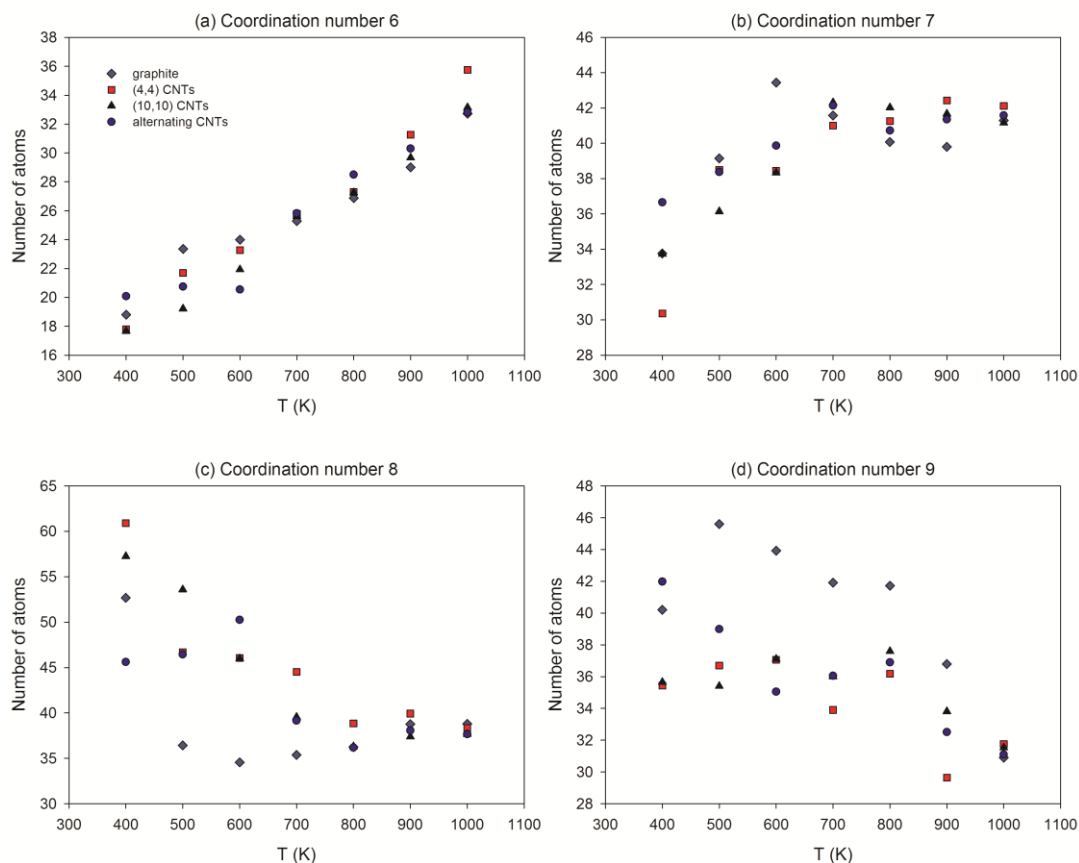 (a) Coordination number 6
Number of atoms
38
36
34
32
30
28
26
24
22
20
18
16
graphite
(4,4) CNTs
(10,10) CNTs
alternating CNTs
300 400 500 600 700 800 900 1000 1100
T (K)
(b) Coordination number 7
Number of atoms
46
44
42
40
38
36
34
32
30
28
300 400 500 600 700 800 900 1000 1100
T (K)
(c) Coordination number 8
Number of atoms
65
60
55
50
45
40
35
30
300 400 500 600 700 800 900 1000 1100
T (K)
(d) Coordination number 9
Number of atoms
48
46
44
42
40
38
36
34
32
30
28
300 400 500 600 700 800 900 1000 1100
T (K)